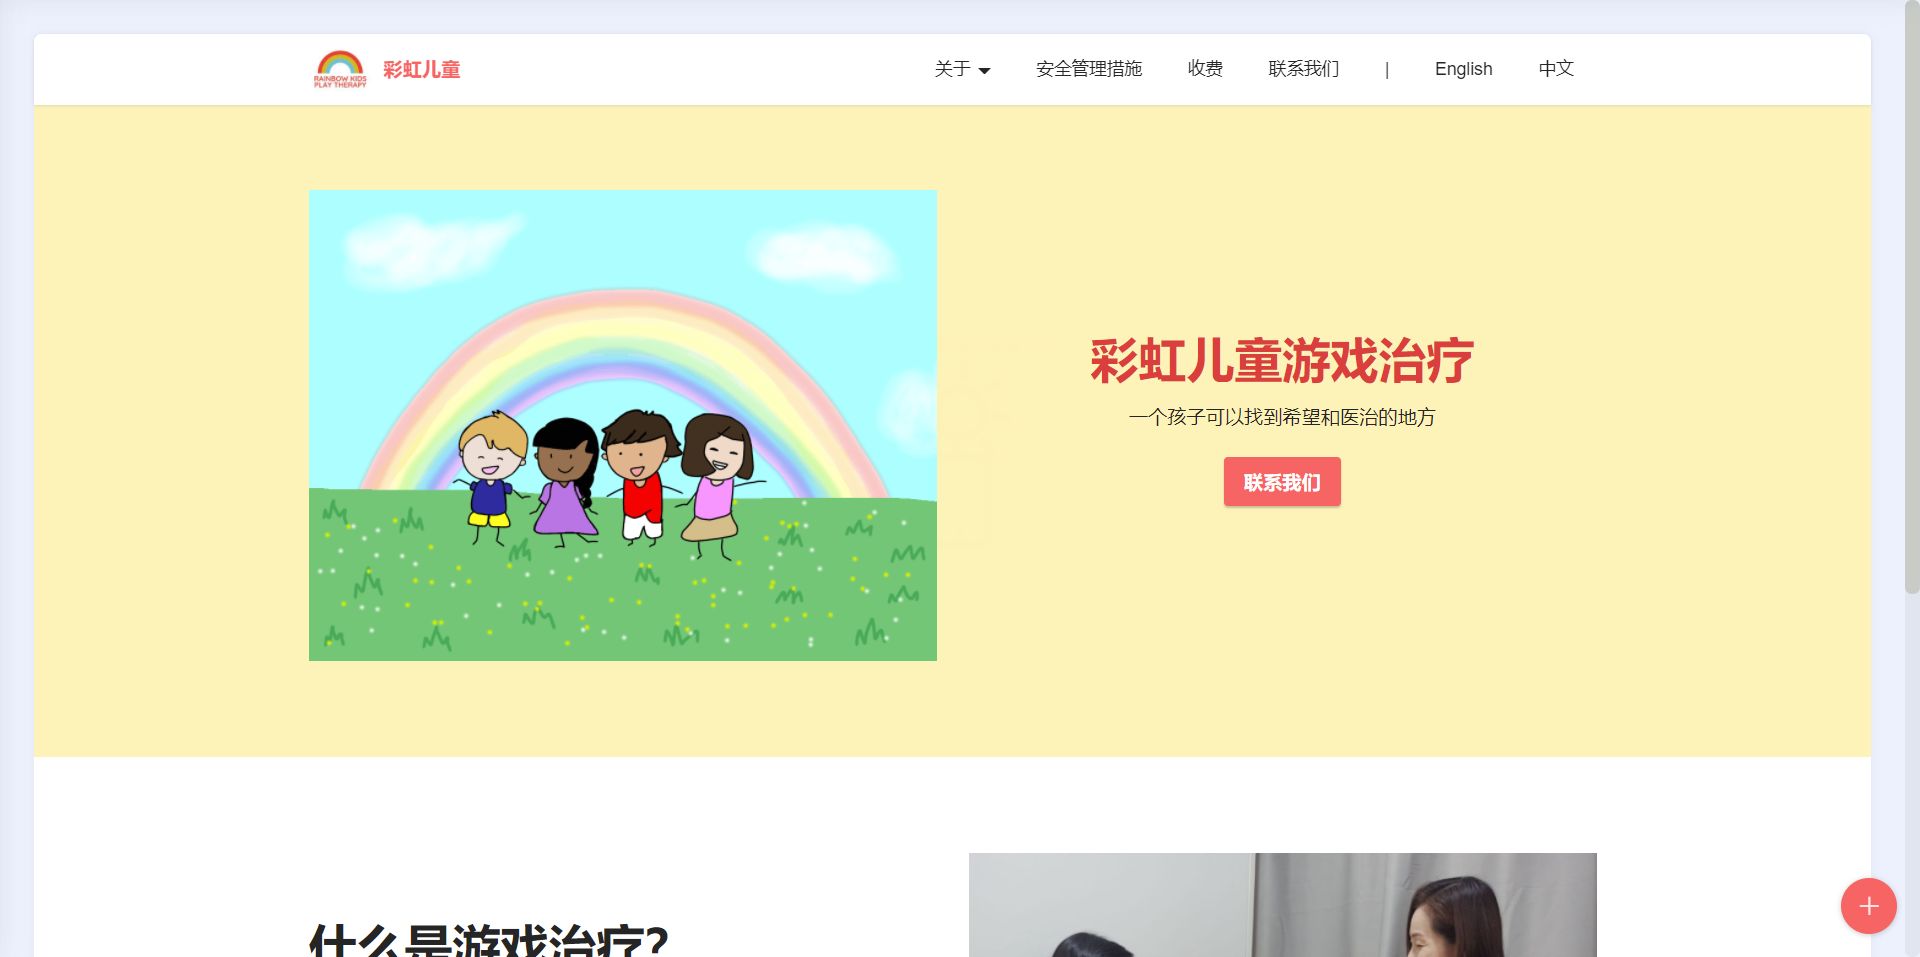 RAINBOW KIDS
PLAY THERAPY
彩虹儿童
关于
安全管理措施
收费
联系我们
|
English
中文
彩虹儿童游戏治疗
一个孩子可以找到希望和医治的地方
联系我们
什么是游戏治疗?